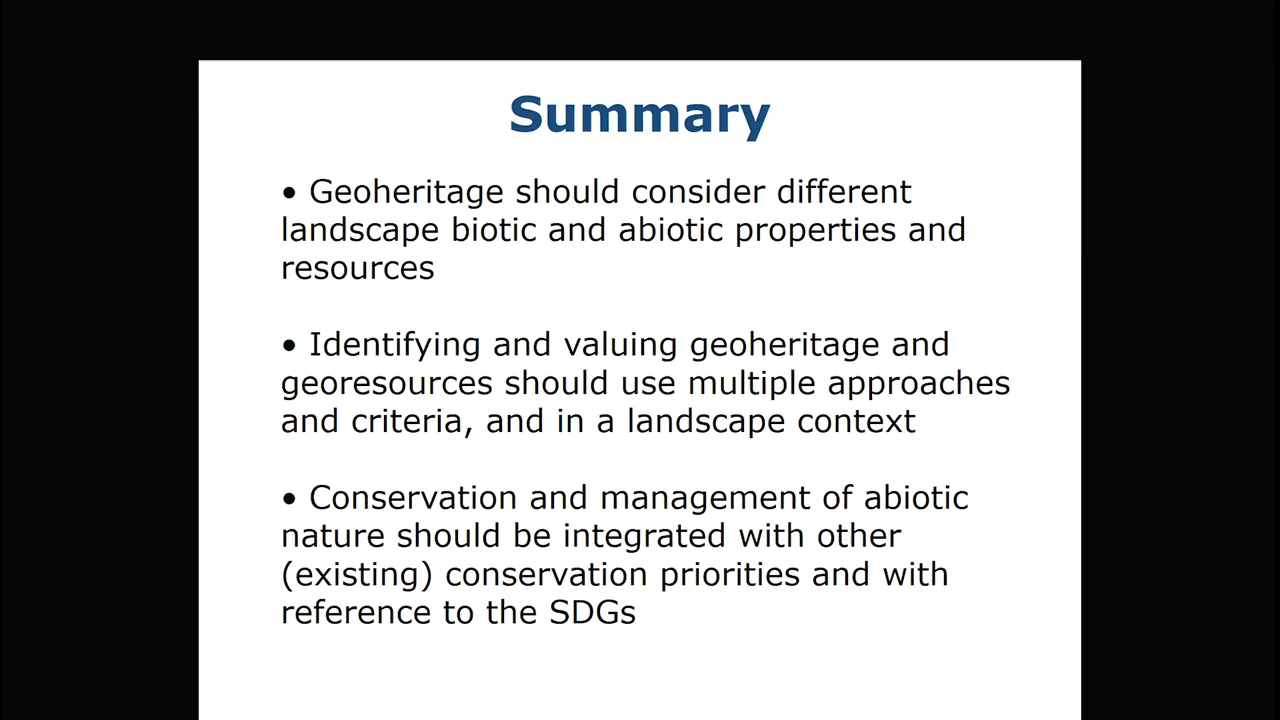 Summary
• Geoheritage should consider different
landscape biotic and abiotic properties and
resources
• Identifying and valuing geoheritage and
georesources should use multiple approaches
and criteria, and in a landscape context
• Conservation and management of abiotic
nature should be integrated with other
(existing) conservation priorities and with
reference to the SDGs